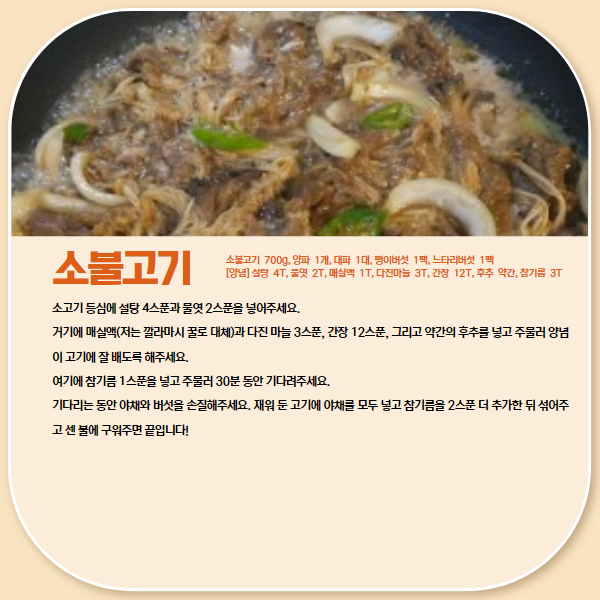 소불고기
소불고기 700g, 양파 1개, 대파 1대, 팽이버섯 1팩, 느타리버섯 1팩
[양념] 설탕 4T, 물엿 2T, 매실액 1T, 다진마늘 3T, 간장 12T, 후추 약간, 참기름 3T
소고기 등심에 설탕 4스푼과 물엿 2스푼을 넣어주세요.
거기에 매실액(저는 깔라마시 꿀로 대체)과 다진 마늘 3스푼, 간장 12스푼, 그리고 약간의 후추를 넣고 주물러 양념
이 고기에 잘 배도록 해주세요.
여기에 참기름 1스푼을 넣고 주물러 30분 동안 기다려주세요.
기다리는 동안 야채와 버섯을 손질해주세요. 재워 둔 고기에 야채를 모두 넣고 참기름을 2스푼 더 추가한 뒤 섞어주
고 센 불에 구워주면 끝입니다!